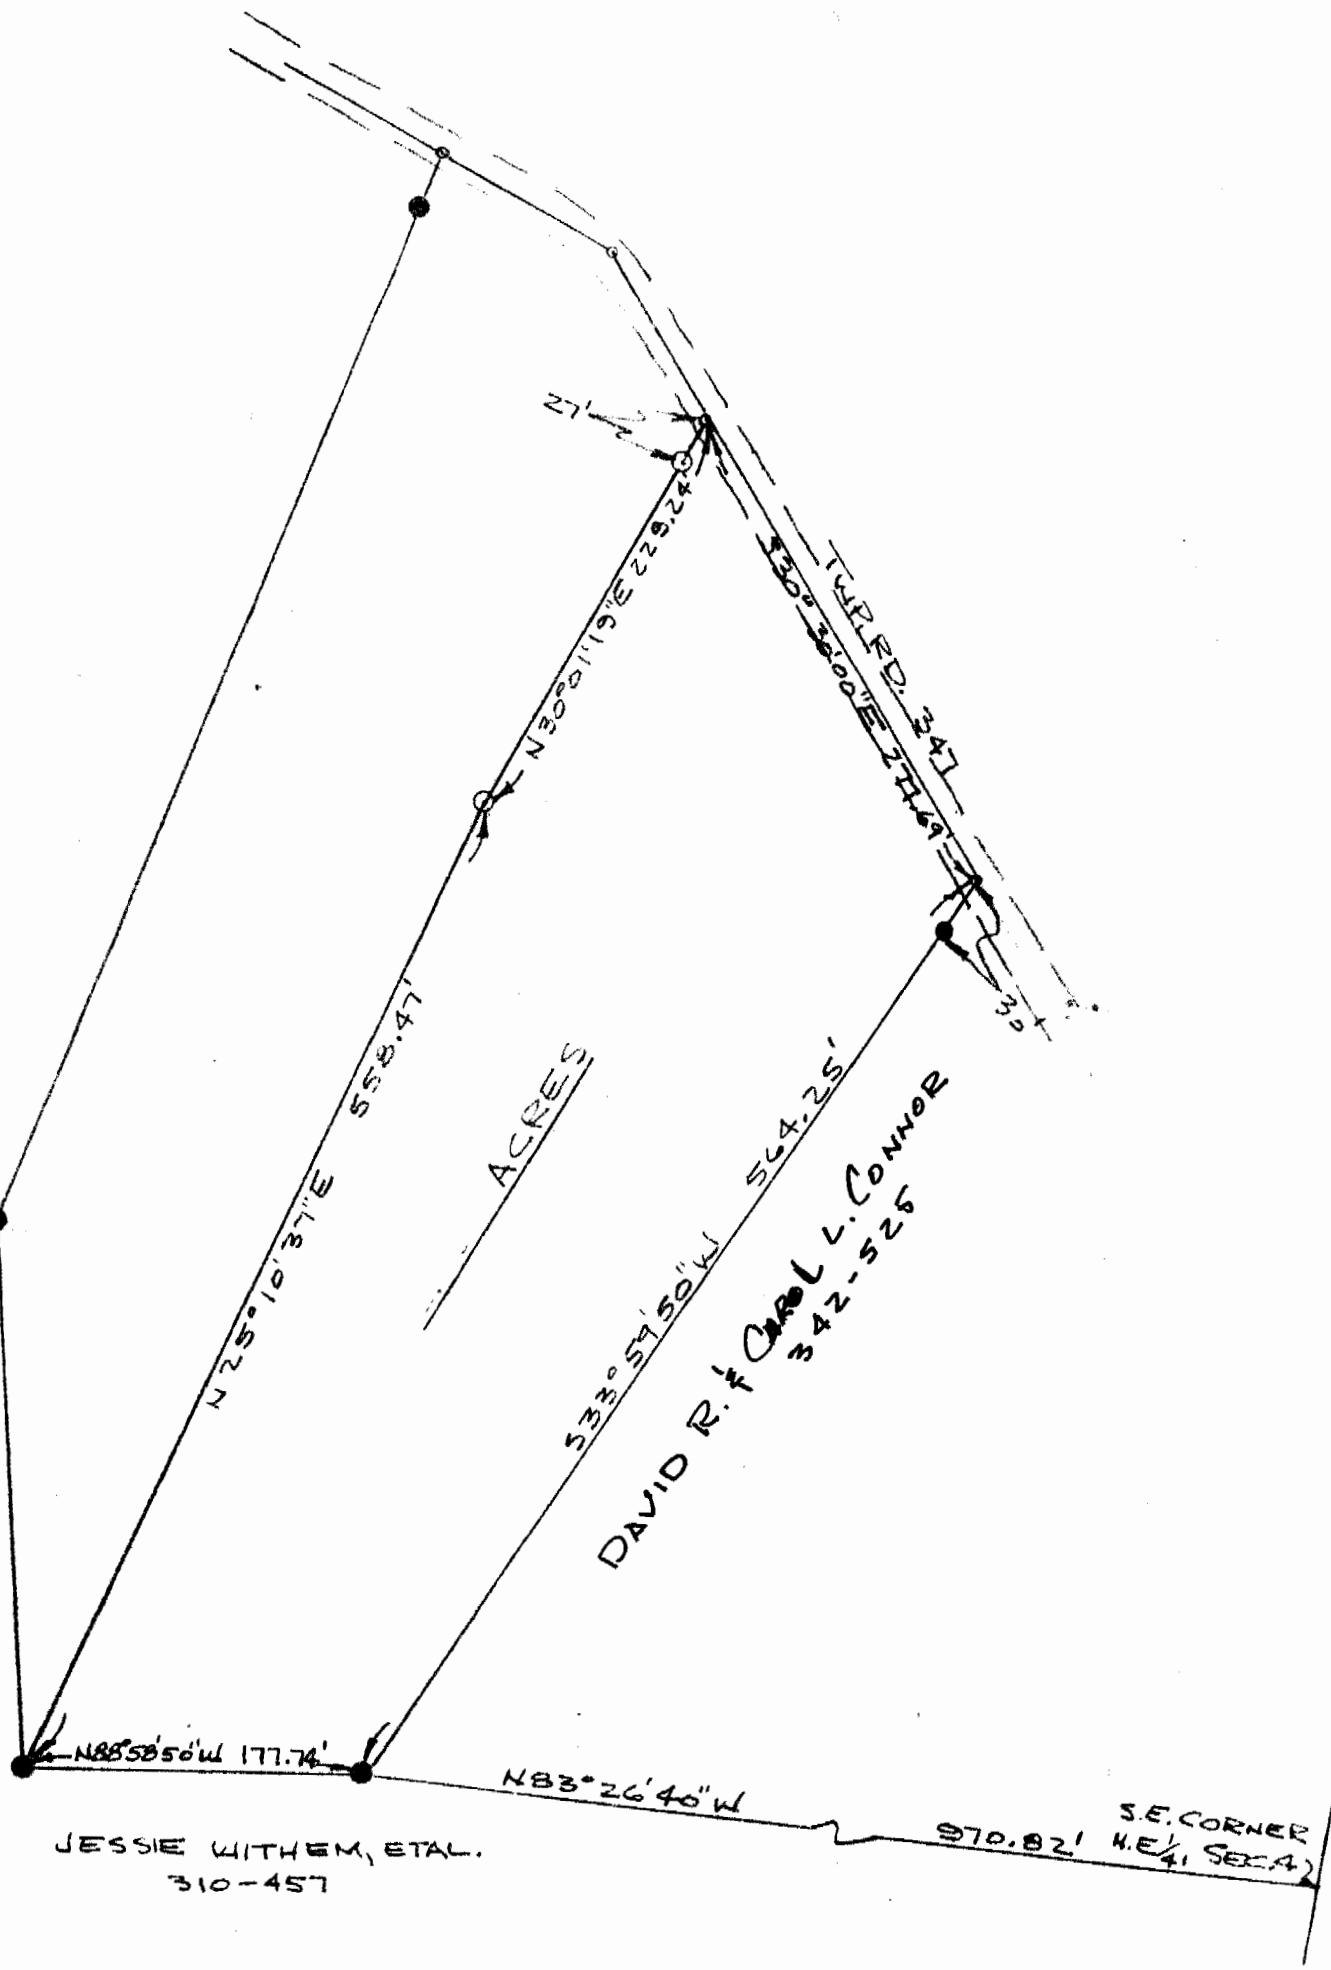 27'
N30°01'19"E 229.24'
TWP. RD. 347
S30° 30'00"E 277.69'
30'
558.47'
N25°10'37"E
ACRES
564.25'
S33°59'50"W
DAVID R. & CAROL L. CONNOR
342-525
N88°58'50"W 177.74'
N83°26'40"W
970.82'
S.E. CORNER
N.E 1/4, SEC. 4
JESSIE WITHEM, ETAL.
310-457